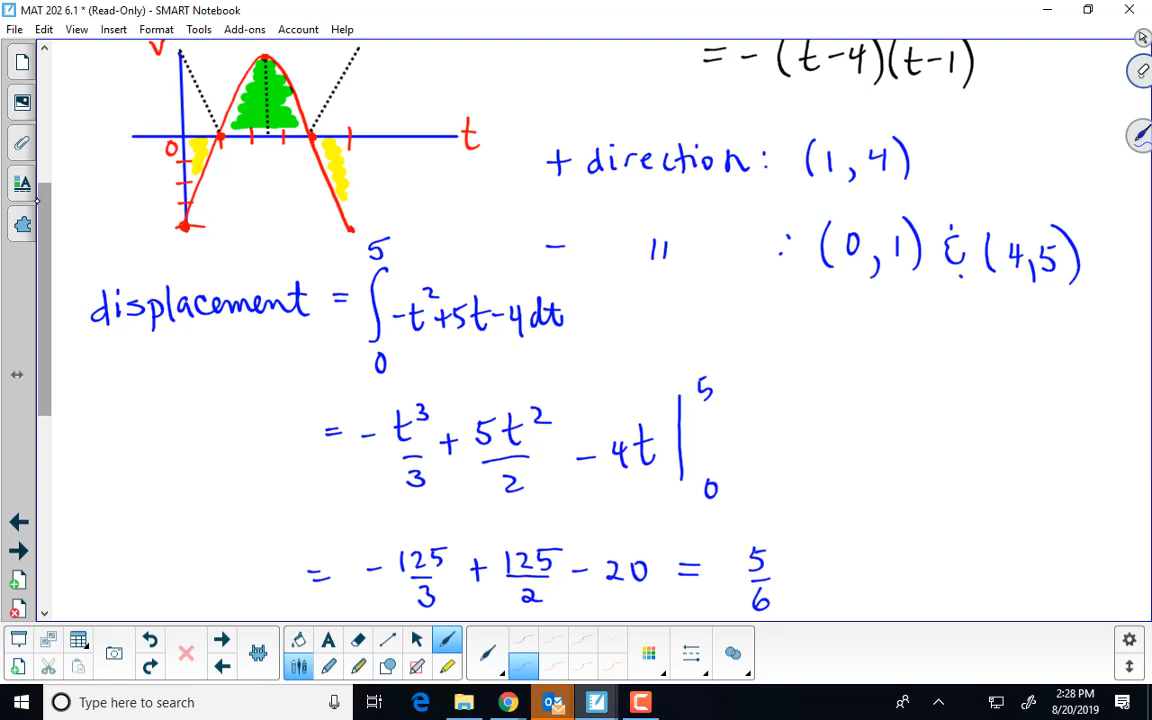 MAT 202 6.1 * (Read-Only) - SMART Notebook
File Edit View Insert Format Tools Add-ons Account Help
V
= - (t-4)(t-1)
0
t
+ direction: (1, 4)
- " : (0, 1) & (4,5)
displacement = ∫₀⁵ -t²+5t-4dt
= - t³/3 + 5t²/2 - 4t |₀⁵
= - 125/3 + 125/2 - 20 = 5/6
A
Type here to search
2:28 PM
8/20/2019